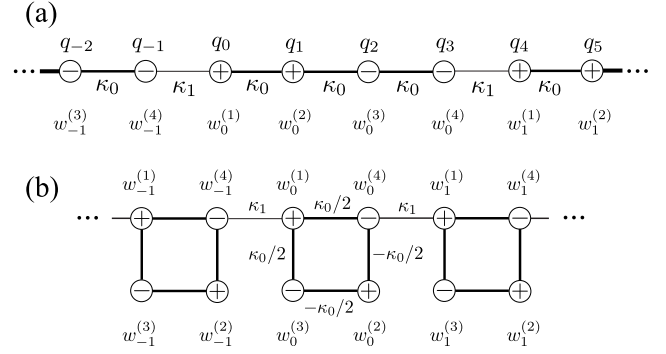 (a)
q₋₂ q₋₁ q₀ q₁ q₂ q₃ q₄ q₅
··· − − + + − − + + ···
κ₀ κ₁ κ₀ κ₀ κ₀ κ₁ κ₀
w₋₁⁽³⁾ w₋₁⁽⁴⁾ w₀⁽¹⁾ w₀⁽²⁾ w₀⁽³⁾ w₀⁽⁴⁾ w₁⁽¹⁾ w₁⁽²⁾
(b)
w₋₁⁽¹⁾ w₋₁⁽⁴⁾ w₀⁽¹⁾ w₀⁽⁴⁾ w₁⁽¹⁾ w₁⁽⁴⁾
κ₁ κ₀/2 κ₁
··· + − + − + − ···
κ₀/2 −κ₀/2
− + − + − +
−κ₀/2
w₋₁⁽³⁾ w₋₁⁽²⁾ w₀⁽³⁾ w₀⁽²⁾ w₁⁽³⁾ w₁⁽²⁾